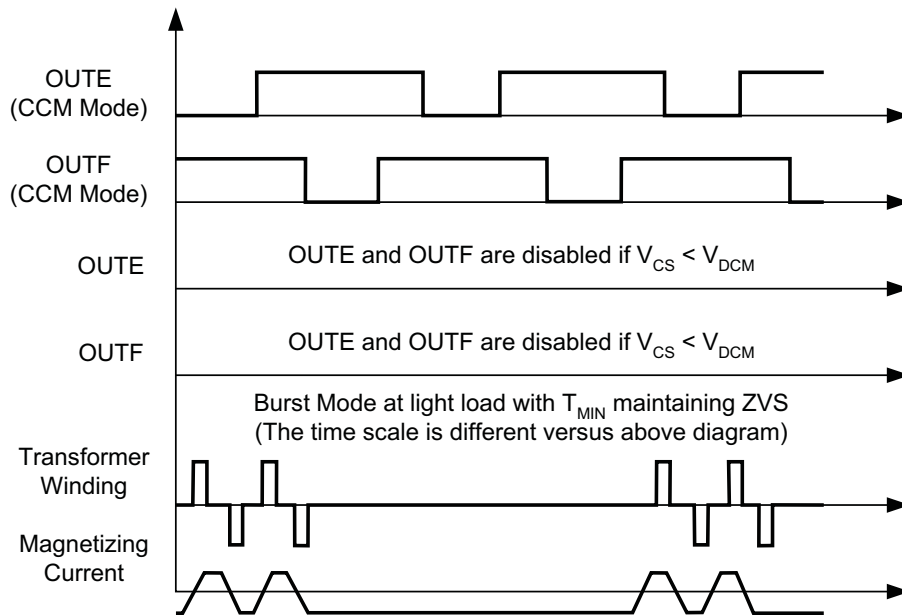 OUTE
(CCM Mode)
OUTF
(CCM Mode)
OUTE
OUTE and OUTF are disabled if V_CS < V_DCM
OUTF
OUTE and OUTF are disabled if V_CS < V_DCM
Burst Mode at light load with T_MIN maintaining ZVS
(The time scale is different versus above diagram)
Transformer
Winding
Magnetizing
Current